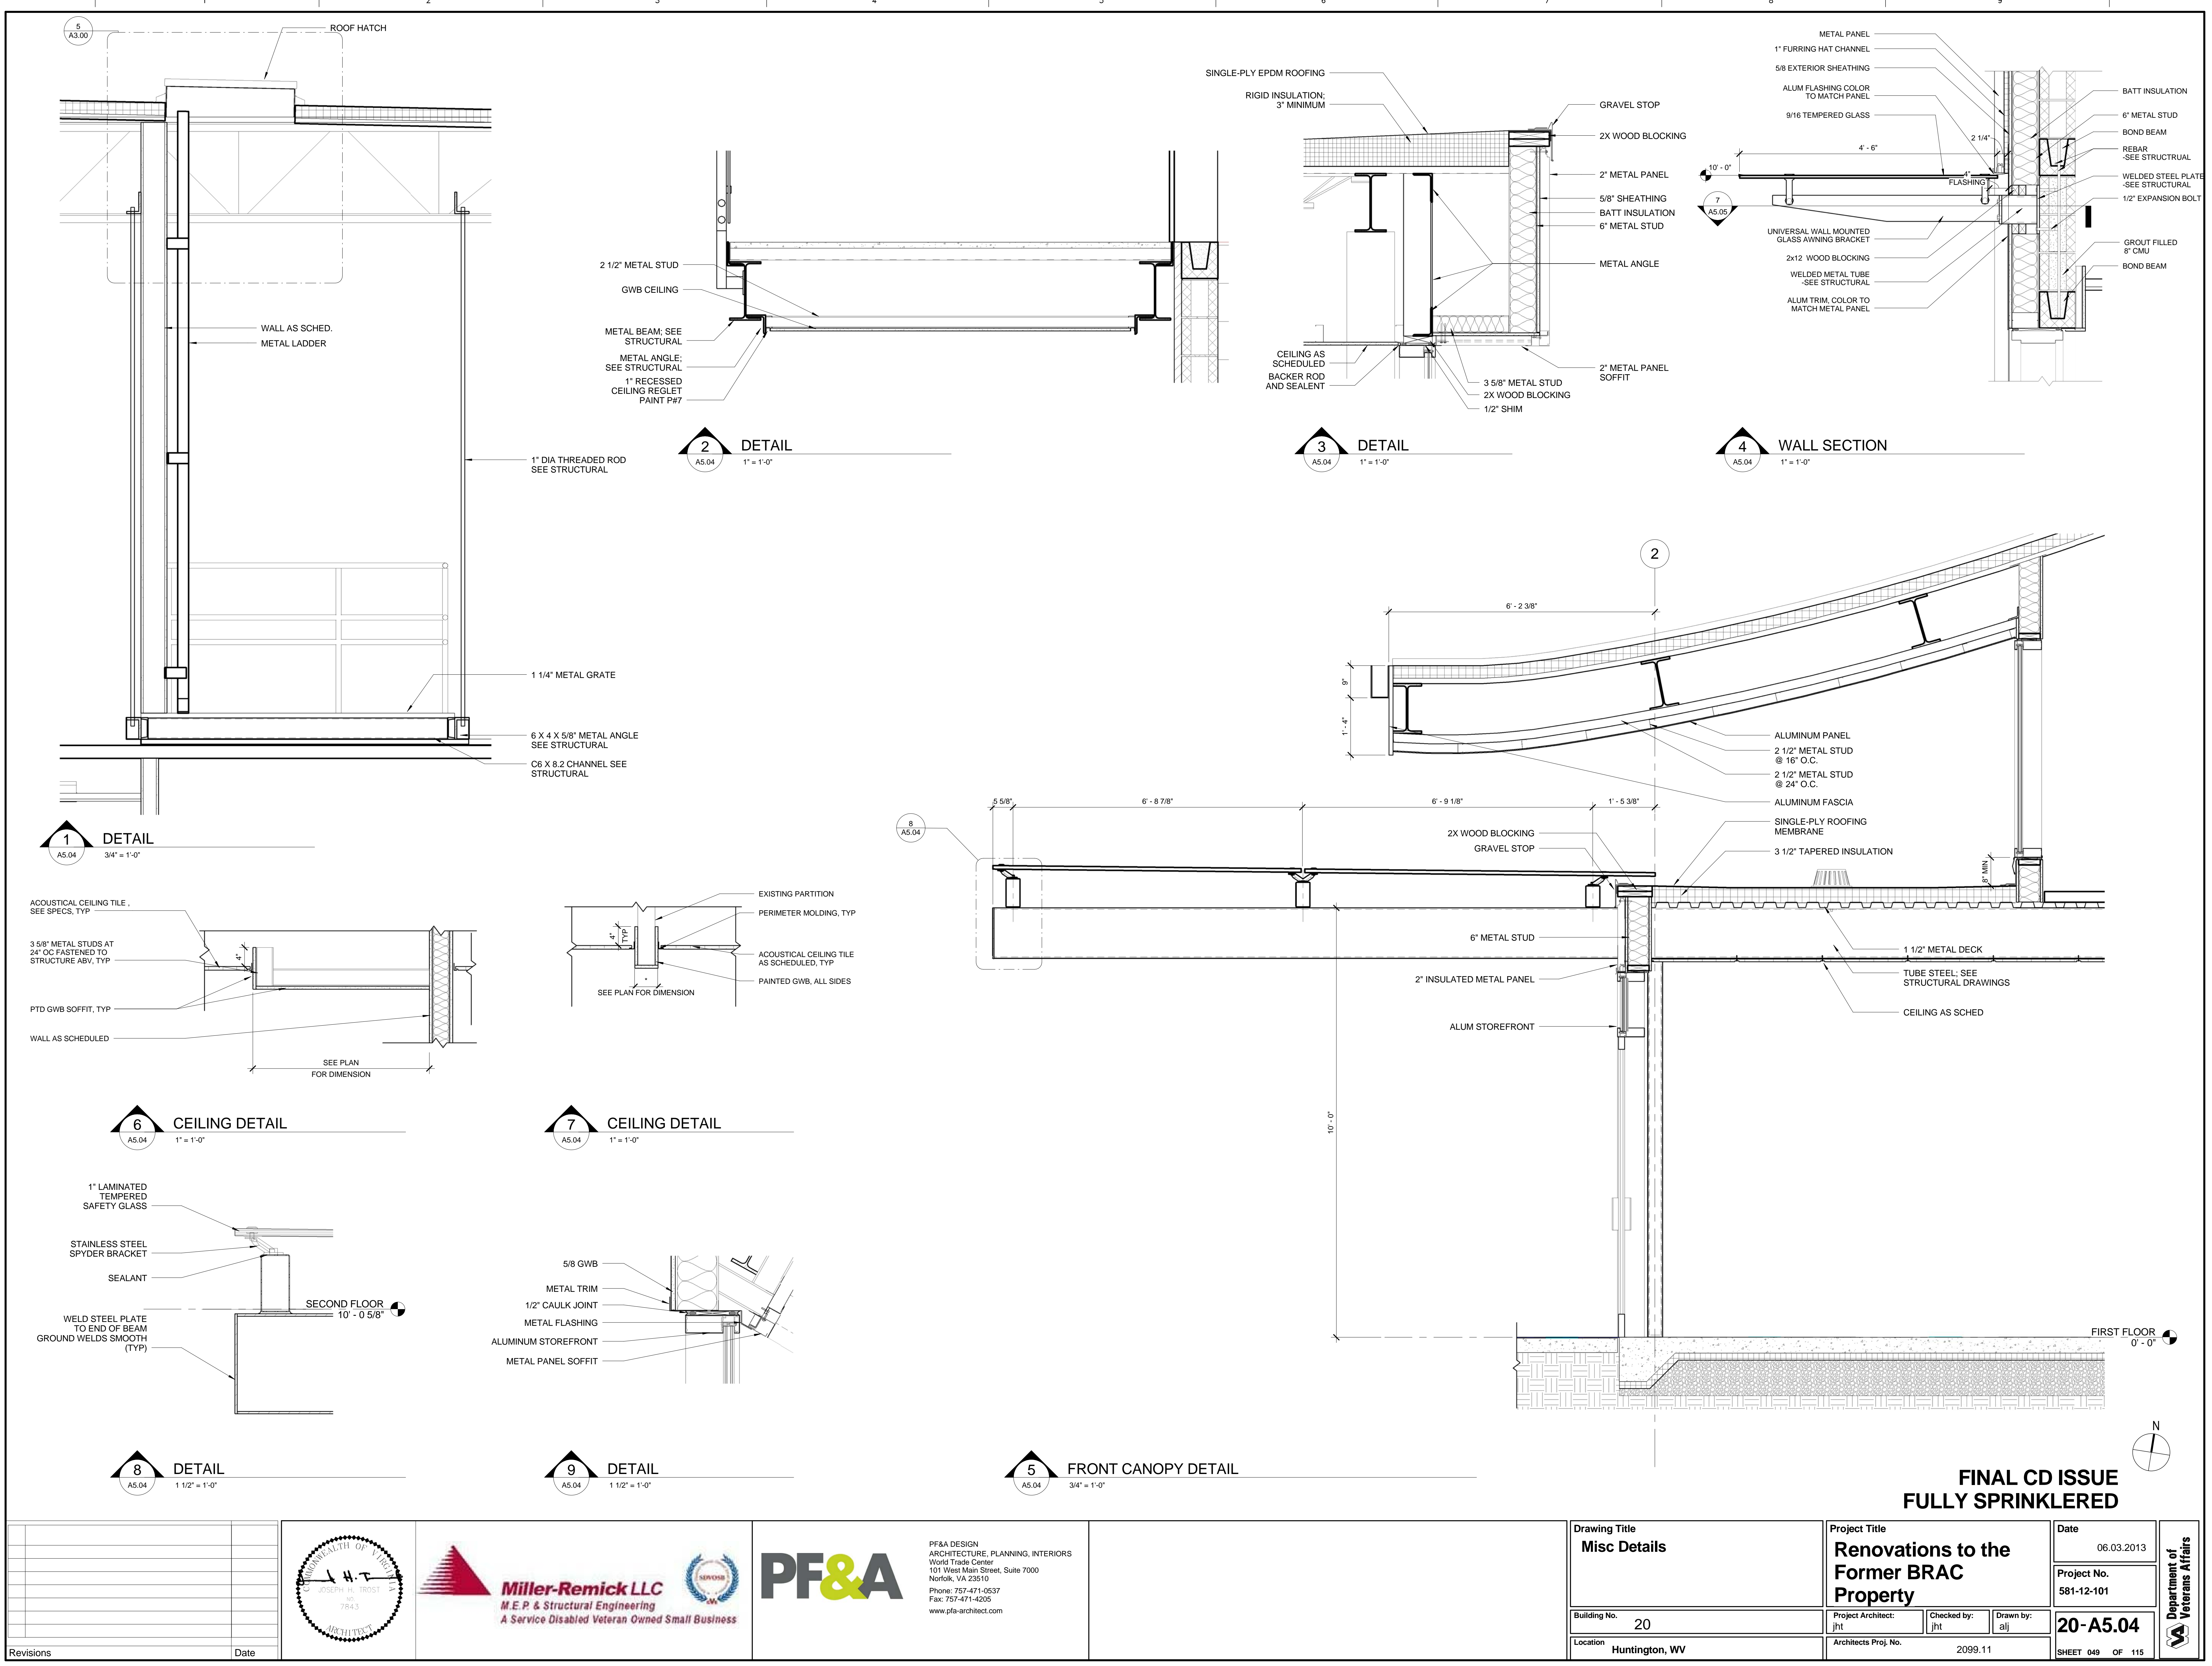 1
2
3
4
5
6
7
8
9
5
A3.00
ROOF HATCH
WALL AS SCHED.
METAL LADDER
1" DIA THREADED ROD
SEE STRUCTURAL
1 1/4" METAL GRATE
6 X 4 X 5/8" METAL ANGLE
SEE STRUCTURAL
C6 X 8.2 CHANNEL SEE
STRUCTURAL
1
A5.04
DETAIL
3/4" = 1'-0"
2 1/2" METAL STUD
GWB CEILING
METAL BEAM; SEE
STRUCTURAL
METAL ANGLE;
SEE STRUCTURAL
1" RECESSED
CEILING REGLET
PAINT P#7
2
A5.04
DETAIL
1" = 1'-0"
SINGLE-PLY EPDM ROOFING
RIGID INSULATION;
3" MINIMUM
GRAVEL STOP
2X WOOD BLOCKING
2" METAL PANEL
5/8" SHEATHING
BATT INSULATION
6" METAL STUD
METAL ANGLE
CEILING AS
SCHEDULED
BACKER ROD
AND SEALENT
2" METAL PANEL
SOFFIT
3 5/8" METAL STUD
2X WOOD BLOCKING
1/2" SHIM
3
A5.04
DETAIL
1" = 1'-0"
METAL PANEL
1" FURRING HAT CHANNEL
5/8 EXTERIOR SHEATHING
ALUM FLASHING COLOR
TO MATCH PANEL
9/16 TEMPERED GLASS
2 1/4"
4' - 6"
10' - 0"
4"
FLASHING
7
A5.05
UNIVERSAL WALL MOUNTED
GLASS AWNING BRACKET
2x12 WOOD BLOCKING
WELDED METAL TUBE
-SEE STRUCTURAL
ALUM TRIM, COLOR TO
MATCH METAL PANEL
BATT INSULATION
6" METAL STUD
BOND BEAM
REBAR
-SEE STRUCTRUAL
WELDED STEEL PLATE
-SEE STRUCTURAL
1/2" EXPANSION BOLT
GROUT FILLED
8" CMU
BOND BEAM
4
A5.04
WALL SECTION
1" = 1'-0"
2
6' - 2 3/8"
9"
1' - 4"
ALUMINUM PANEL
2 1/2" METAL STUD
@ 16" O.C.
2 1/2" METAL STUD
@ 24" O.C.
ALUMINUM FASCIA
SINGLE-PLY ROOFING
MEMBRANE
3 1/2" TAPERED INSULATION
8" MIN
5 5/8"
6' - 8 7/8"
6' - 9 1/8"
1' - 5 3/8"
8
A5.04
2X WOOD BLOCKING
GRAVEL STOP
6" METAL STUD
2" INSULATED METAL PANEL
ALUM STOREFRONT
1 1/2" METAL DECK
TUBE STEEL; SEE
STRUCTURAL DRAWINGS
CEILING AS SCHED
10' - 0"
FIRST FLOOR
0' - 0"
5
A5.04
FRONT CANOPY DETAIL
3/4" = 1'-0"
ACOUSTICAL CEILING TILE ,
SEE SPECS, TYP
3 5/8" METAL STUDS AT
24" OC FASTENED TO
STRUCTURE ABV, TYP
4"
PTD GWB SOFFIT, TYP
WALL AS SCHEDULED
SEE PLAN
FOR DIMENSION
6
A5.04
CEILING DETAIL
1" = 1'-0"
EXISTING PARTITION
PERIMETER MOLDING, TYP
4"
TYP
ACOUSTICAL CEILING TILE
AS SCHEDULED, TYP
PAINTED GWB, ALL SIDES
"
SEE PLAN FOR DIMENSION
7
A5.04
CEILING DETAIL
1" = 1'-0"
1" LAMINATED
TEMPERED
SAFETY GLASS
STAINLESS STEEL
SPYDER BRACKET
SEALANT
SECOND FLOOR
10' - 0 5/8"
WELD STEEL PLATE
TO END OF BEAM
GROUND WELDS SMOOTH
(TYP)
8
A5.04
DETAIL
1 1/2" = 1'-0"
5/8 GWB
METAL TRIM
1/2" CAULK JOINT
METAL FLASHING
ALUMINUM STOREFRONT
METAL PANEL SOFFIT
9
A5.04
DETAIL
1 1/2" = 1'-0"
N
FINAL CD ISSUE
FULLY SPRINKLERED
Revisions
Date
COMMONWEALTH OF VIRGINIA
JOSEPH H. TROST
NO.
7843
ARCHITECT
Miller-Remick LLC
M.E.P. & Structural Engineering
A Service Disabled Veteran Owned Small Business
SDVOSB
PF&A
PF&A DESIGN
ARCHITECTURE, PLANNING, INTERIORS
World Trade Center
101 West Main Street, Suite 7000
Norfolk, VA 23510
Phone: 757-471-0537
Fax: 757-471-4205
www.pfa-architect.com
Drawing Title
Misc Details
Building No.
20
Location
Huntington, WV
Project Title
Renovations to the
Former BRAC
Property
Project Architect:
jht
Checked by:
jht
Drawn by:
alj
Architects Proj. No.
2099.11
Date
06.03.2013
Project No.
581-12-101
20-A5.04
SHEET 049 OF 115
VA
Department of
Veterans Affairs